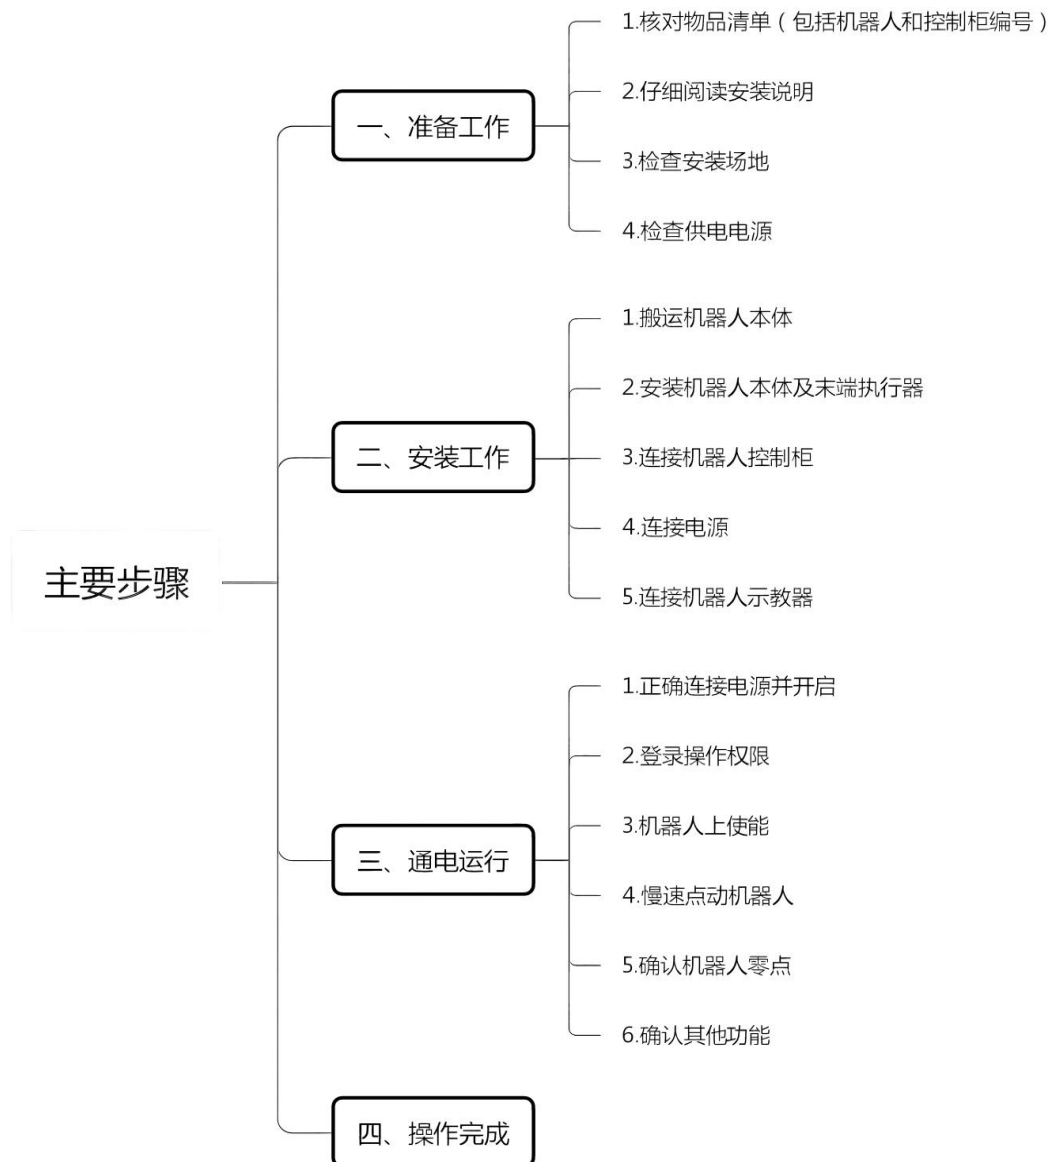 主要步骤
一、准备工作
1.核对物品清单（包括机器人和控制柜编号）
2.仔细阅读安装说明
3.检查安装场地
4.检查供电电源
二、安装工作
1.搬运机器人本体
2.安装机器人本体及末端执行器
3.连接机器人控制柜
4.连接电源
5.连接机器人示教器
三、通电运行
1.正确连接电源并开启
2.登录操作权限
3.机器人上使能
4.慢速点动机器人
5.确认机器人零点
6.确认其他功能
四、操作完成